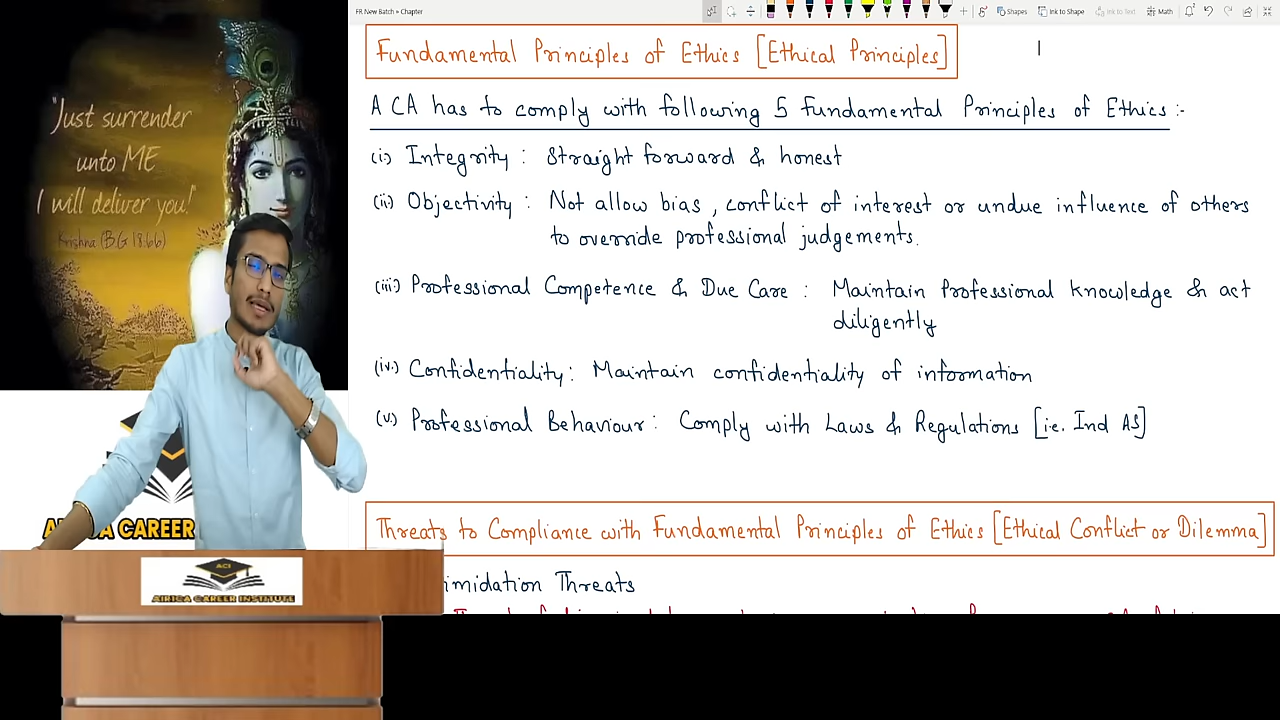 FR New Batch » Chapter
Shapes
Ink to Shape
Ink to Text
Math
Fundamental Principles of Ethics [Ethical Principles]
A CA has to comply with following 5 Fundamental Principles of Ethics :-
(i) Integrity : Straight forward & honest
(ii) Objectivity : Not allow bias, conflict of interest or undue influence of others
to override professional judgements.
(iii) Professional Competence & Due Care : Maintain Professional knowledge & act
diligently
(iv) Confidentiality : Maintain confidentiality of information
(v) Professional Behaviour : Comply with Laws & Regulations [i.e. Ind AS]
Threats to Compliance with Fundamental Principles of Ethics [Ethical Conflict or Dilemma]
imidation Threats
"Just surrender
unto ME
I will deliver you!"
Krishna (BG 18:66)
CAREER
ACI
AIRICA CAREER INSTITUTE